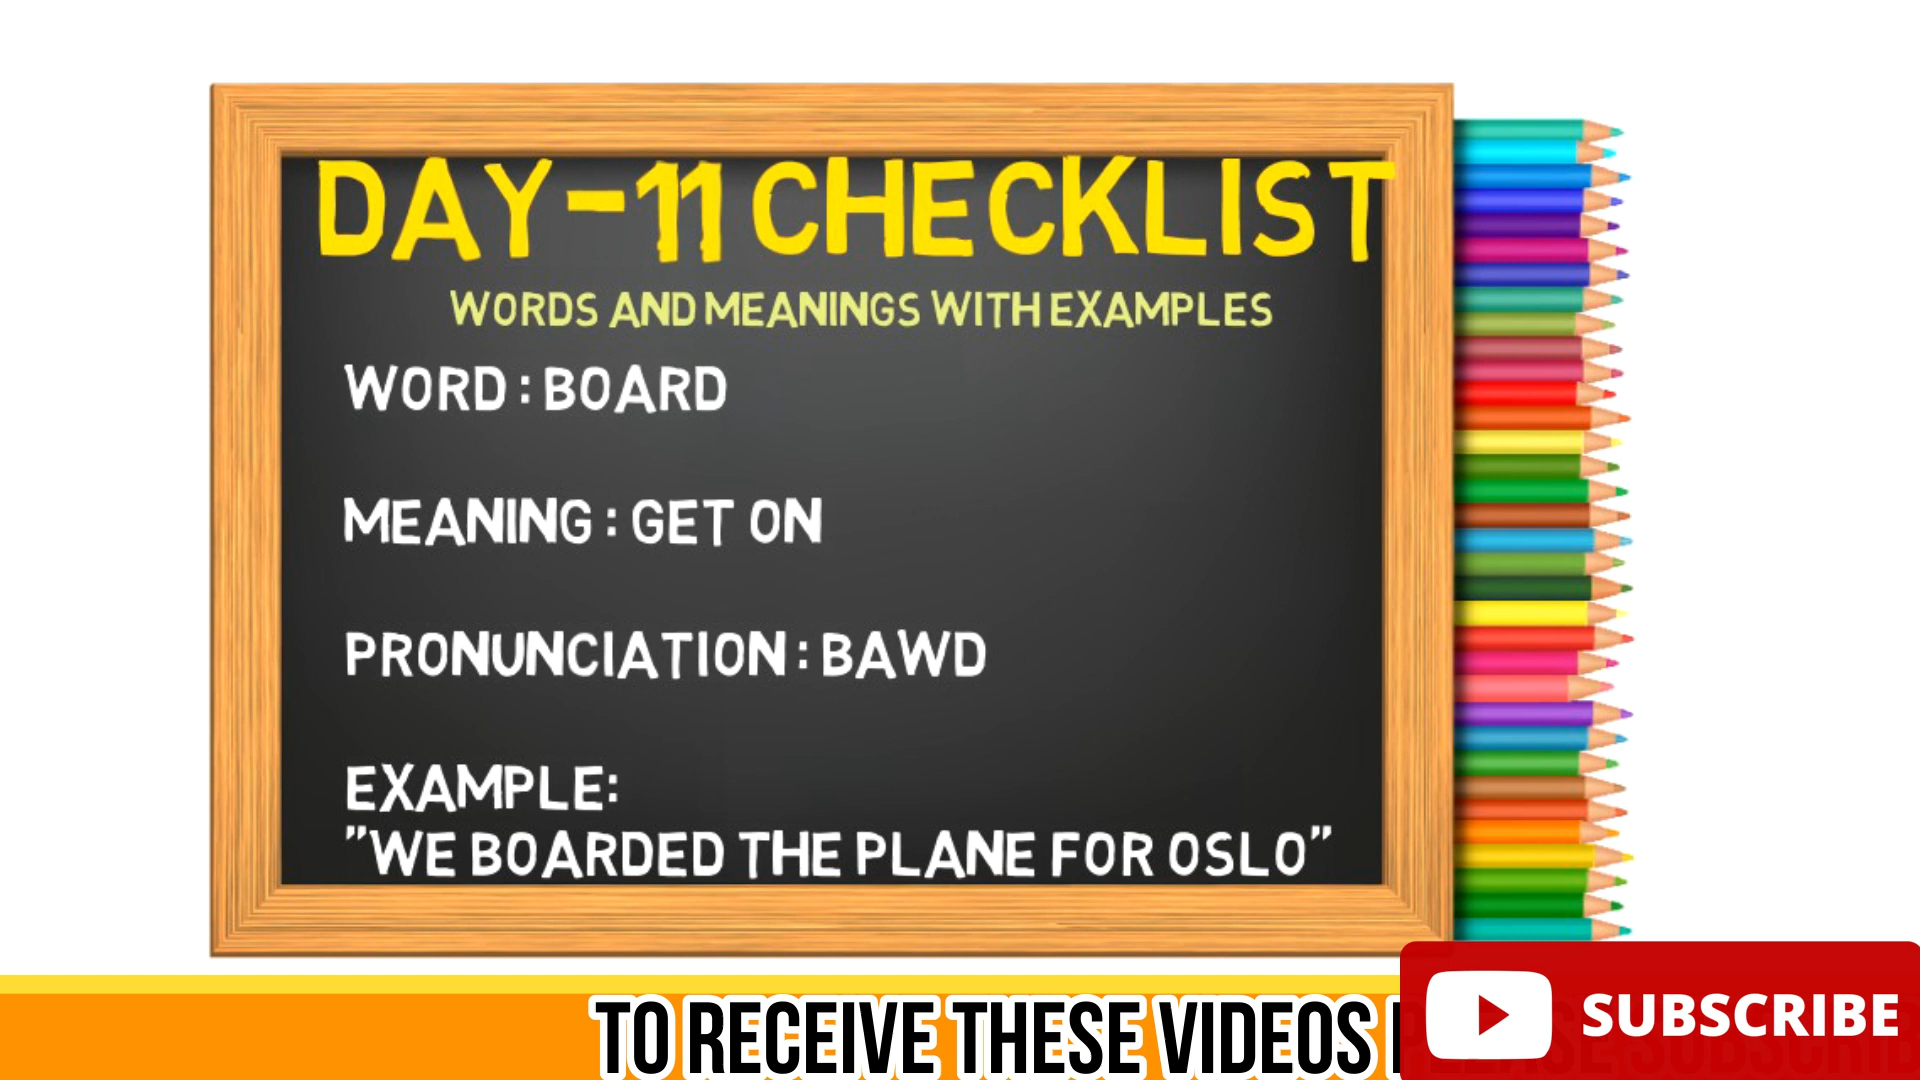 DAY-11 CHECKLIST
WORDS AND MEANINGS WITH EXAMPLES
WORD : BOARD
MEANING : GET ON
PRONUNCIATION : BAWD
EXAMPLE:
"WE BOARDED THE PLANE FOR OSLO"
TO RECEIVE THESE VIDEOS
SUBSCRIBE